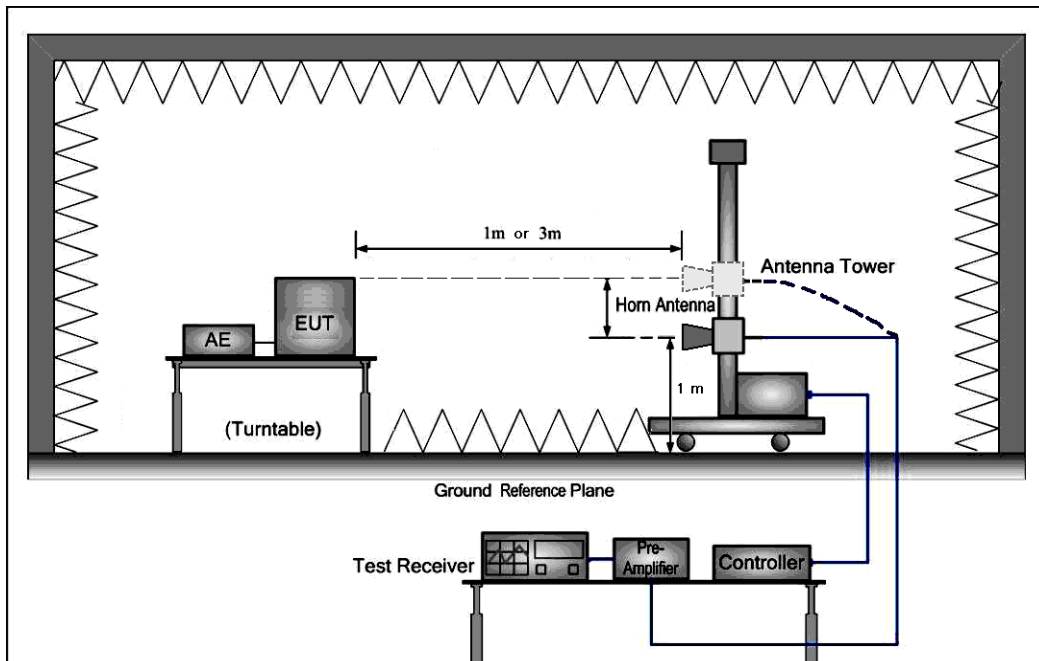 1m or 3m
Antenna Tower
Horn Antenna
EUT
AE
1 m
(Turntable)
Ground Reference Plane
Test Receiver
Pre-
Amplifier
Controller